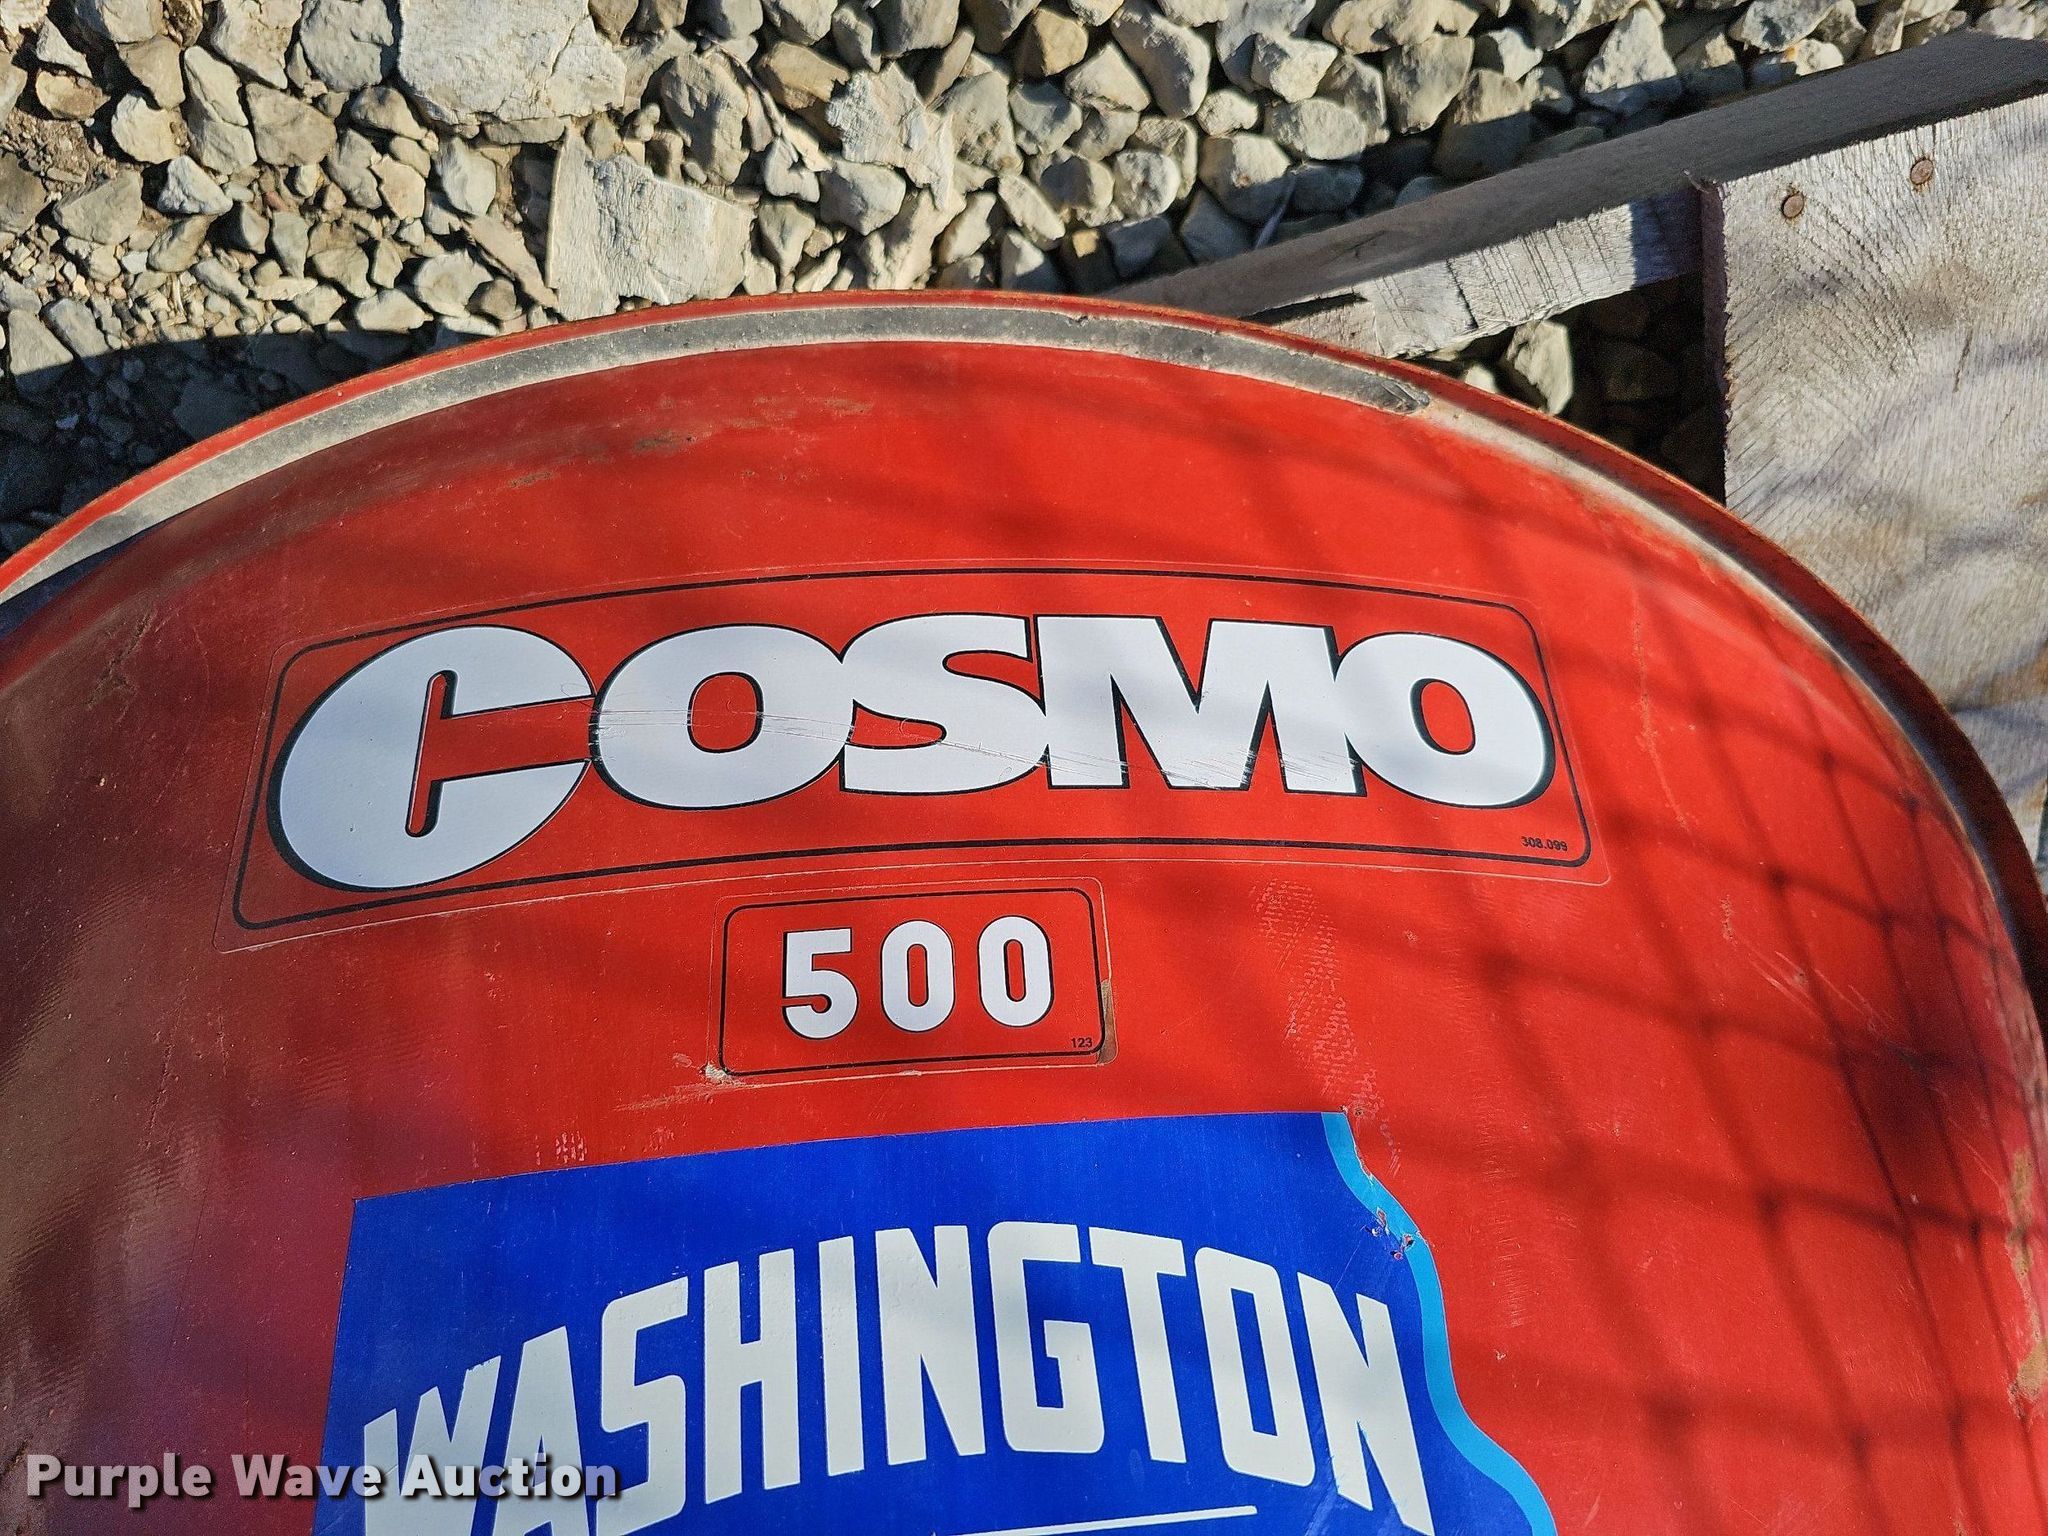 COSMO
308.099
500
123
WASHINGTON
Purple Wave Auction